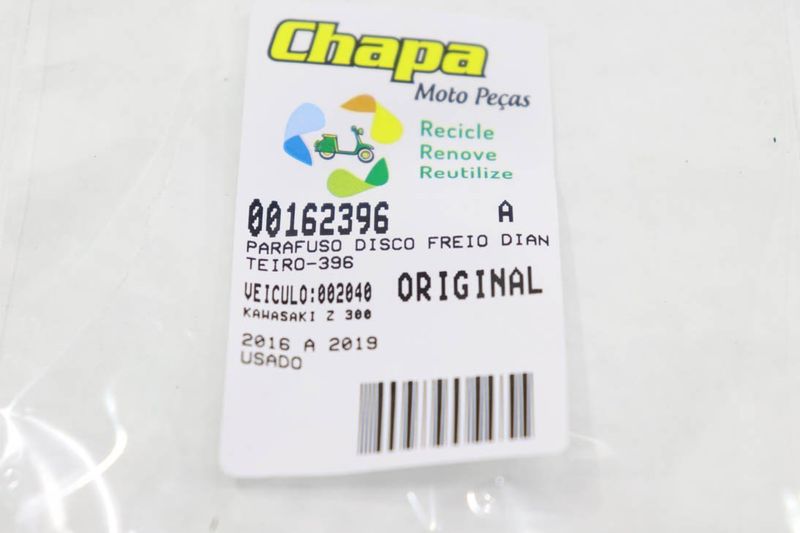 Chapa
Moto Peças
Recicle
Renove
Reutilize
00162396 A
PARAFUSO DISCO FREIO DIAN
TEIRO-396
VEICULO:002040 ORIGINAL
KAWASAKI Z 300
2016 A 2019
USADO